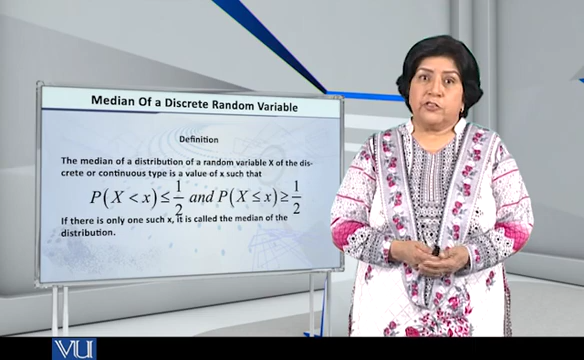 Median Of a Discrete Random Variable
Definition
The median of a distribution of a random variable X of the dis-
crete or continuous type is a value of x such that
P(X < x) ≤ 1/2 and P(X ≤ x) ≥ 1/2
If there is only one such x, it is called the median of the
distribution.
VU